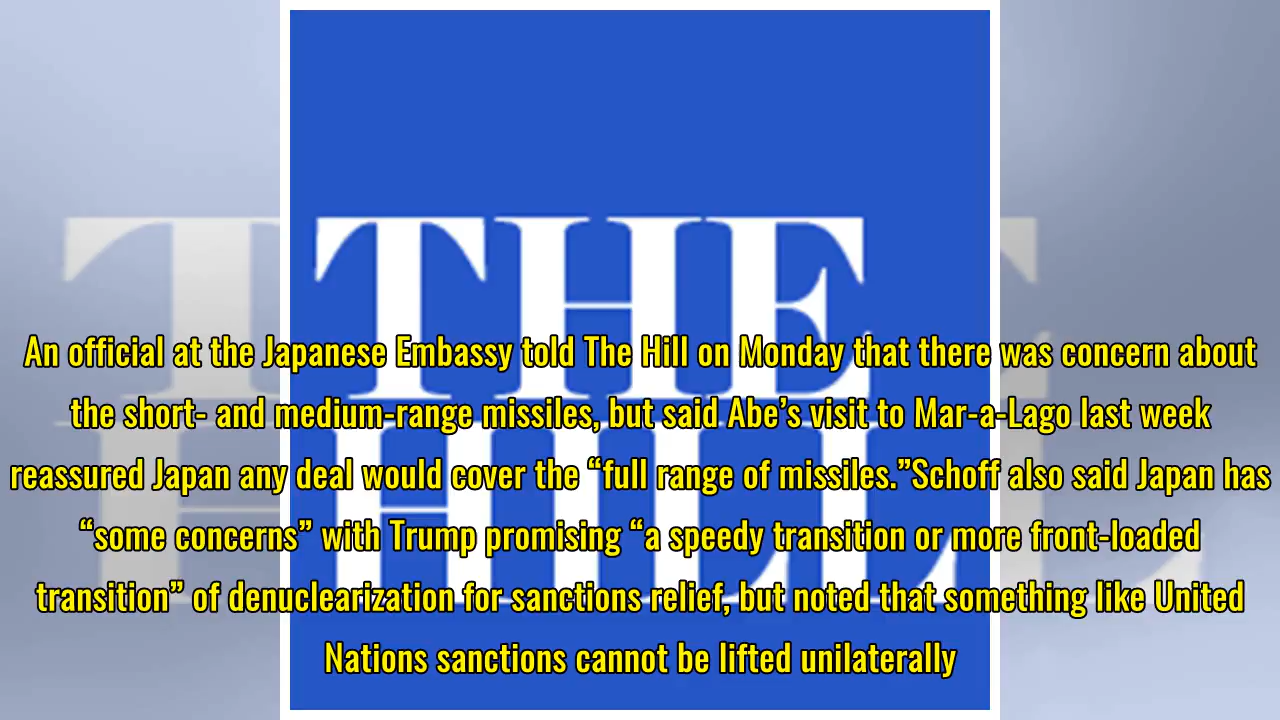 THE
HILL
An official at the Japanese Embassy told The Hill on Monday that there was concern about
the short- and medium-range missiles, but said Abe’s visit to Mar-a-Lago last week
reassured Japan any deal would cover the “full range of missiles.”Schoff also said Japan has
“some concerns” with Trump promising “a speedy transition or more front-loaded
transition” of denuclearization for sanctions relief, but noted that something like United
Nations sanctions cannot be lifted unilaterally